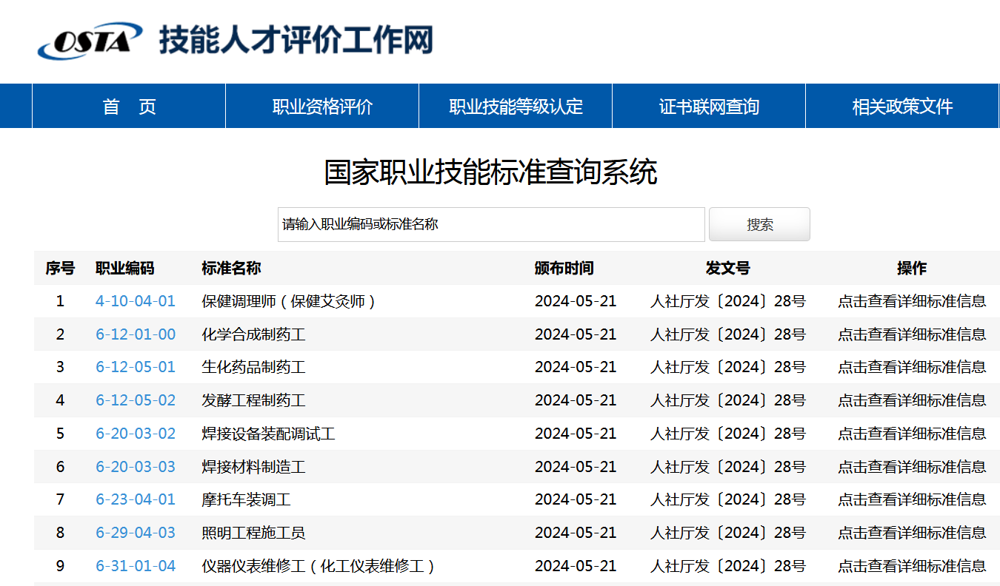 OSTA 技能人才评价工作网
首 页 职业资格评价 职业技能等级认定 证书联网查询 相关政策文件
国家职业技能标准查询系统
请输入职业编码或标准名称 搜索
序号 职业编码 标准名称 颁布时间 发文号 操作
1 4-10-04-01 保健调理师（保健艾灸师） 2024-05-21 人社厅发〔2024〕28号 点击查看详细标准信息
2 6-12-01-00 化学合成制药工 2024-05-21 人社厅发〔2024〕28号 点击查看详细标准信息
3 6-12-05-01 生化药品制药工 2024-05-21 人社厅发〔2024〕28号 点击查看详细标准信息
4 6-12-05-02 发酵工程制药工 2024-05-21 人社厅发〔2024〕28号 点击查看详细标准信息
5 6-20-03-02 焊接设备装配调试工 2024-05-21 人社厅发〔2024〕28号 点击查看详细标准信息
6 6-20-03-03 焊接材料制造工 2024-05-21 人社厅发〔2024〕28号 点击查看详细标准信息
7 6-23-04-01 摩托车装调工 2024-05-21 人社厅发〔2024〕28号 点击查看详细标准信息
8 6-29-04-03 照明工程施工员 2024-05-21 人社厅发〔2024〕28号 点击查看详细标准信息
9 6-31-01-04 仪器仪表维修工（化工仪表维修工） 2024-05-21 人社厅发〔2024〕28号 点击查看详细标准信息